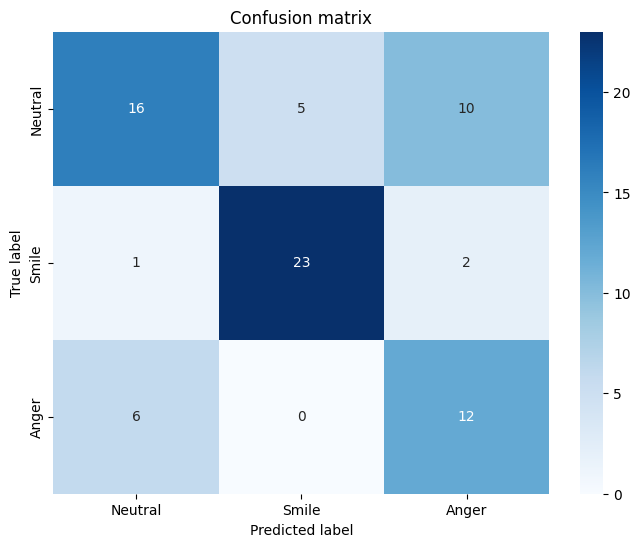 Confusion matrix
True label
Neutral
Smile
Anger
16 5 10
1 23 2
6 0 12
Neutral Smile Anger
Predicted label
20
15
10
5
0